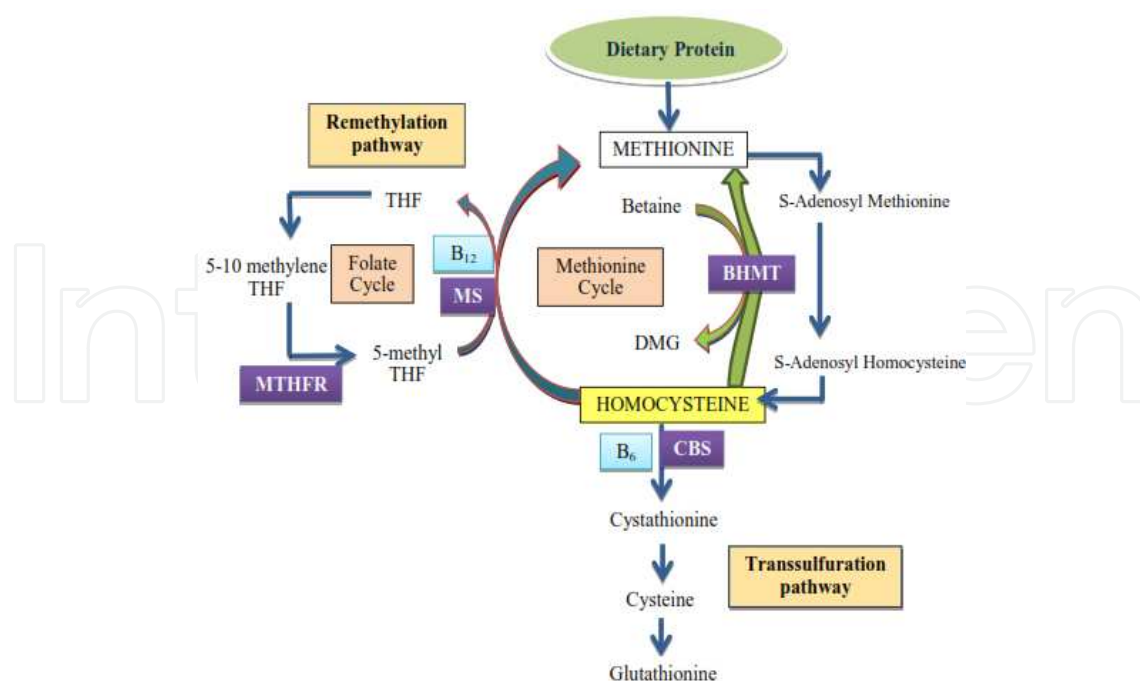 Dietary Protein
Remethylation
pathway
METHIONINE
THF
Betaine
S-Adenosyl Methionine
B₁₂
5-10 methylene
THF
Folate
Cycle
Methionine
Cycle
BHMT
MS
DMG
5-methyl
THF
S-Adenosyl Homocysteine
MTHFR
HOMOCYSTEINE
B₆
CBS
Cystathionine
Transsulfuration
pathway
Cysteine
Glutathionine